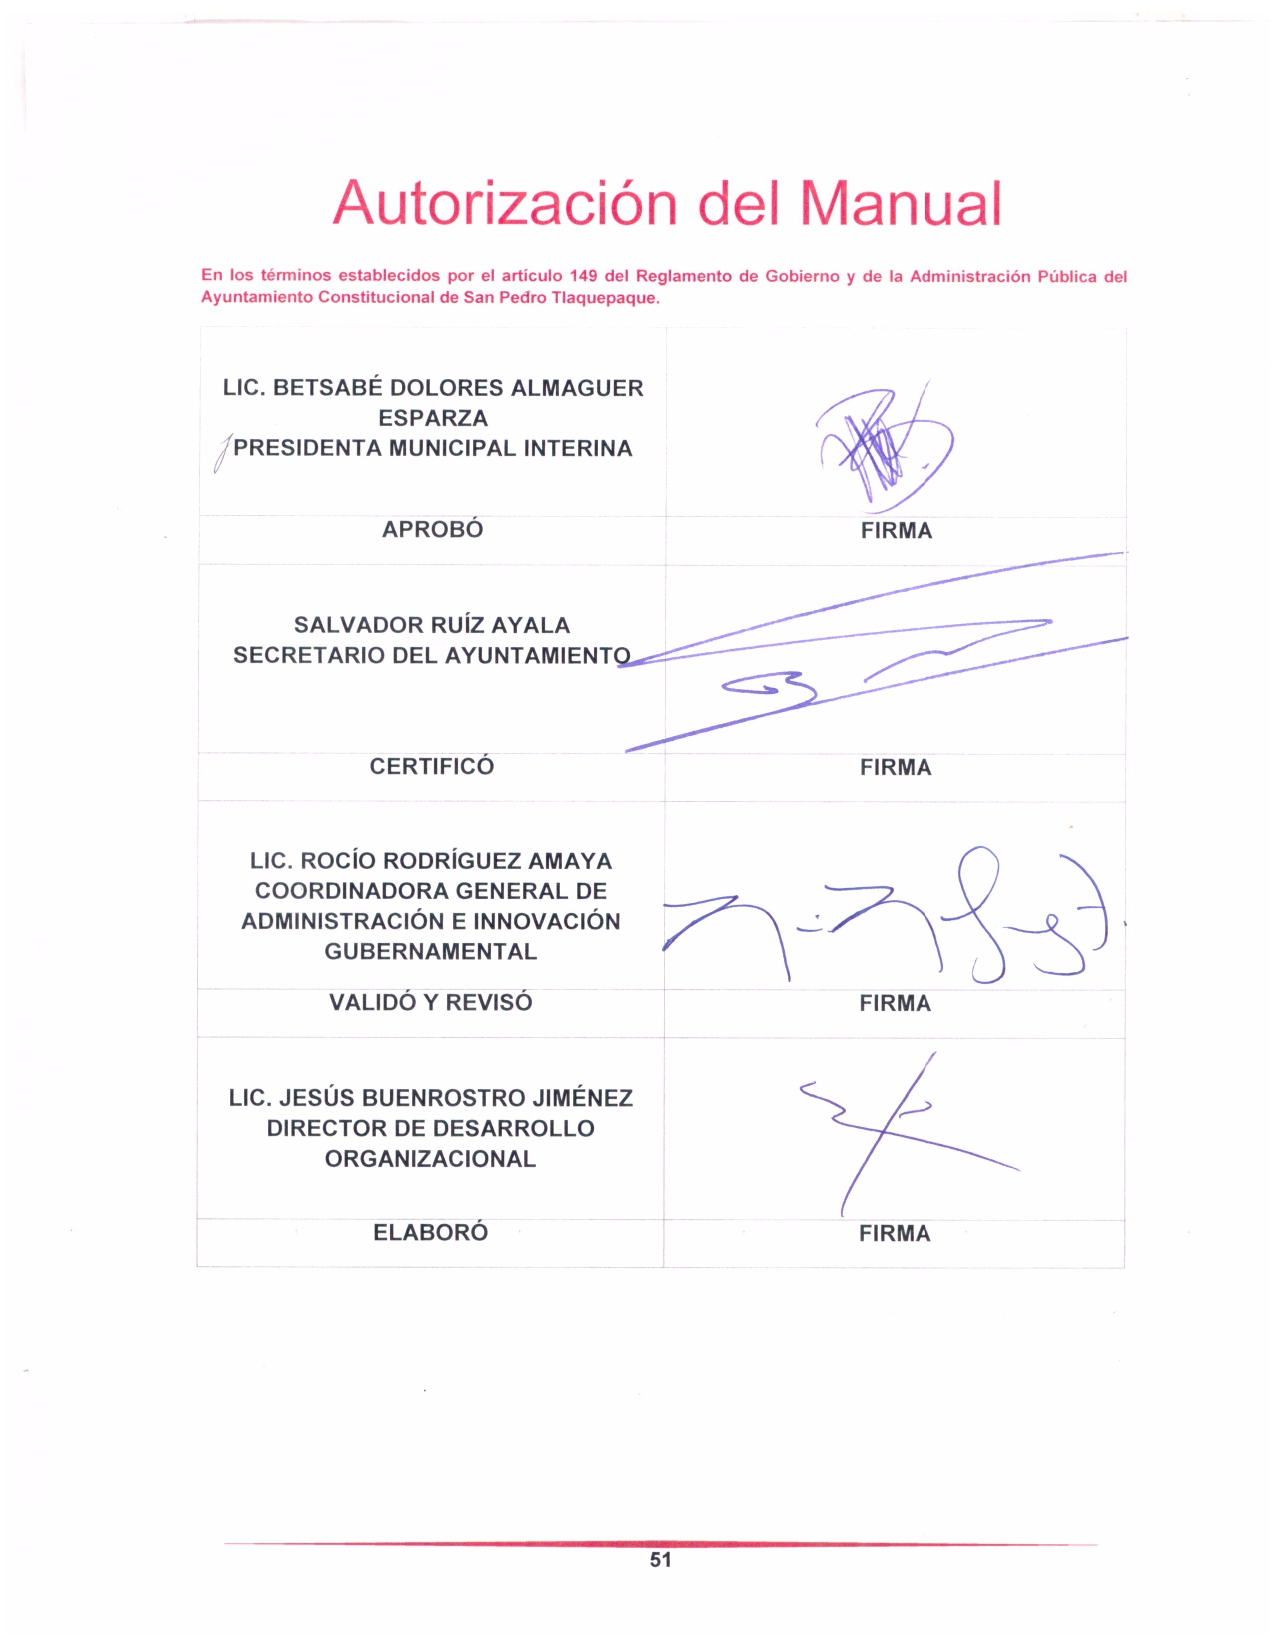 Autorización del Manual
En los términos establecidos por el artículo 149 del Reglamento de Gobierno y de la Administración Pública del
Ayuntamiento Constitucional de San Pedro Tlaquepaque.
LIC. BETSABÉ DOLORES ALMAGUER
ESPARZA
PRESIDENTA MUNICIPAL INTERINA
APROBÓ
FIRMA
SALVADOR RUÍZ AYALA
SECRETARIO DEL AYUNTAMIENTO
CERTIFICÓ
FIRMA
LIC. ROCÍO RODRÍGUEZ AMAYA
COORDINADORA GENERAL DE
ADMINISTRACIÓN E INNOVACIÓN
GUBERNAMENTAL
VALIDÓ Y REVISÓ
FIRMA
LIC. JESÚS BUENROSTRO JIMÉNEZ
DIRECTOR DE DESARROLLO
ORGANIZACIONAL
ELABORÓ
FIRMA
51